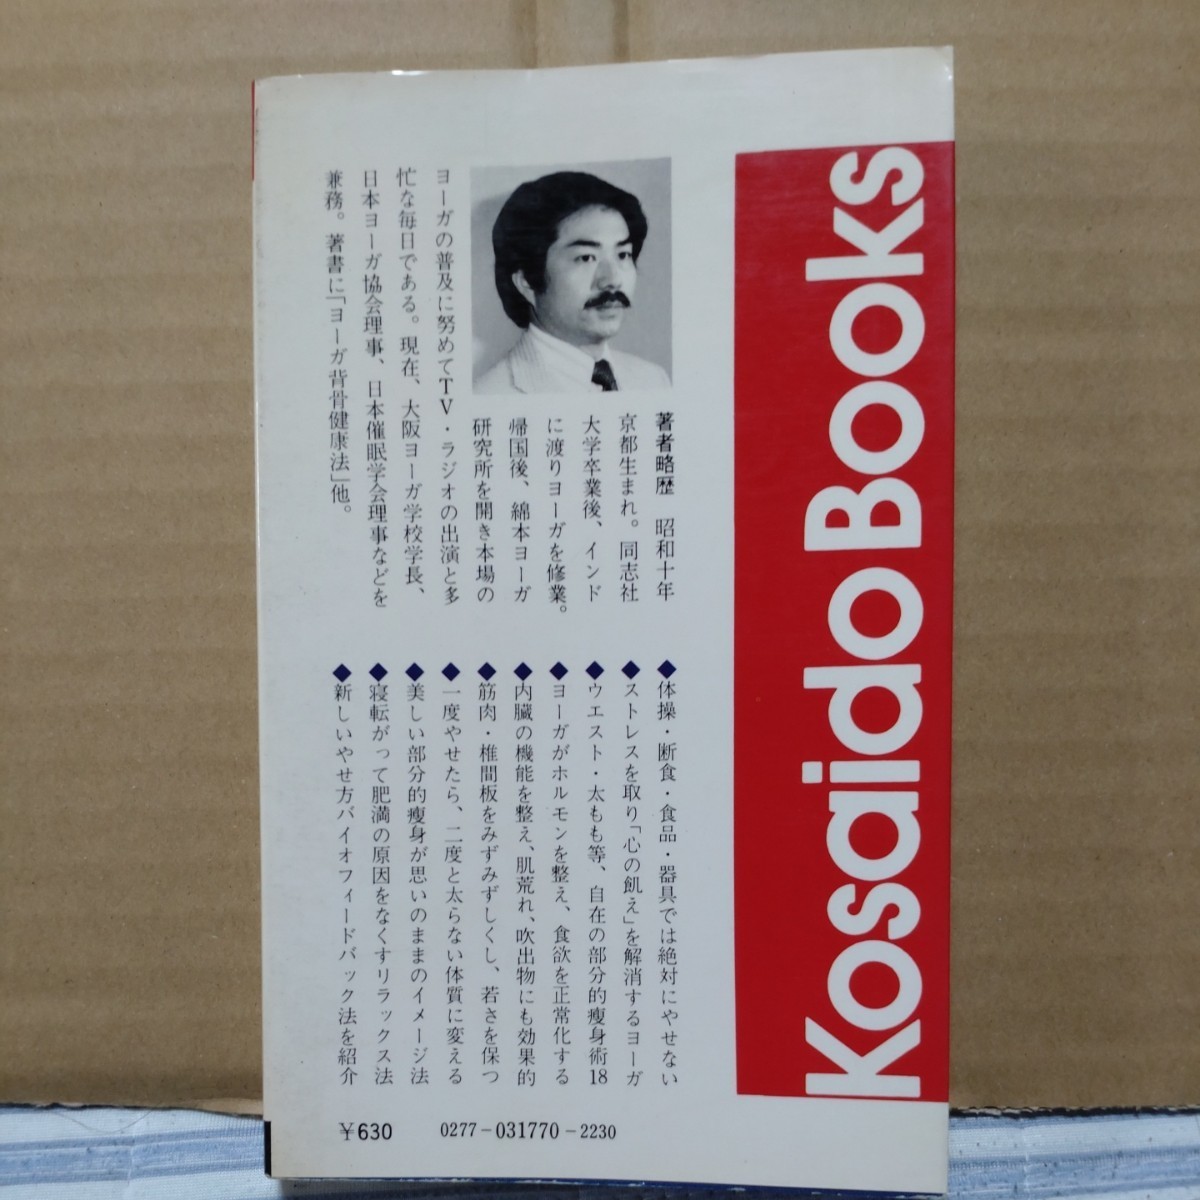 Kosaido Books
著者略歴 昭和十年
京都生まれ。同志社
大学卒業後、インド
に渡りヨーガを修業。
帰国後、綿本ヨーガ
研究所を開き本場の
ヨーガの普及に努めてTV・ラジオの出演と多
忙な毎日である。現在、大阪ヨーガ学校学長、
日本ヨーガ協会理事、日本催眠学会理事などを
兼務。著書に「ヨーガ背骨健康法」他。
◆体操・断食・食品・器具では絶対にやせない
◆ストレスを取り「心の飢え」を解消するヨーガ
◆ウエスト・太もも等、自在の部分的痩身術18
◆ヨーガがホルモンを整え、食欲を正常化する
◆内臓の機能を整え、肌荒れ、吹出物にも効果的
◆筋肉・椎間板をみずみずしくし、若さを保つ
◆一度やせたら、二度と太らない体質に変える
◆美しい部分的痩身が思いのままのイメージ法
◆寝転がって肥満の原因をなくすリラックス法
◆新しいやせ方バイオフィードバック法を紹介
¥630 0277-031770-2230